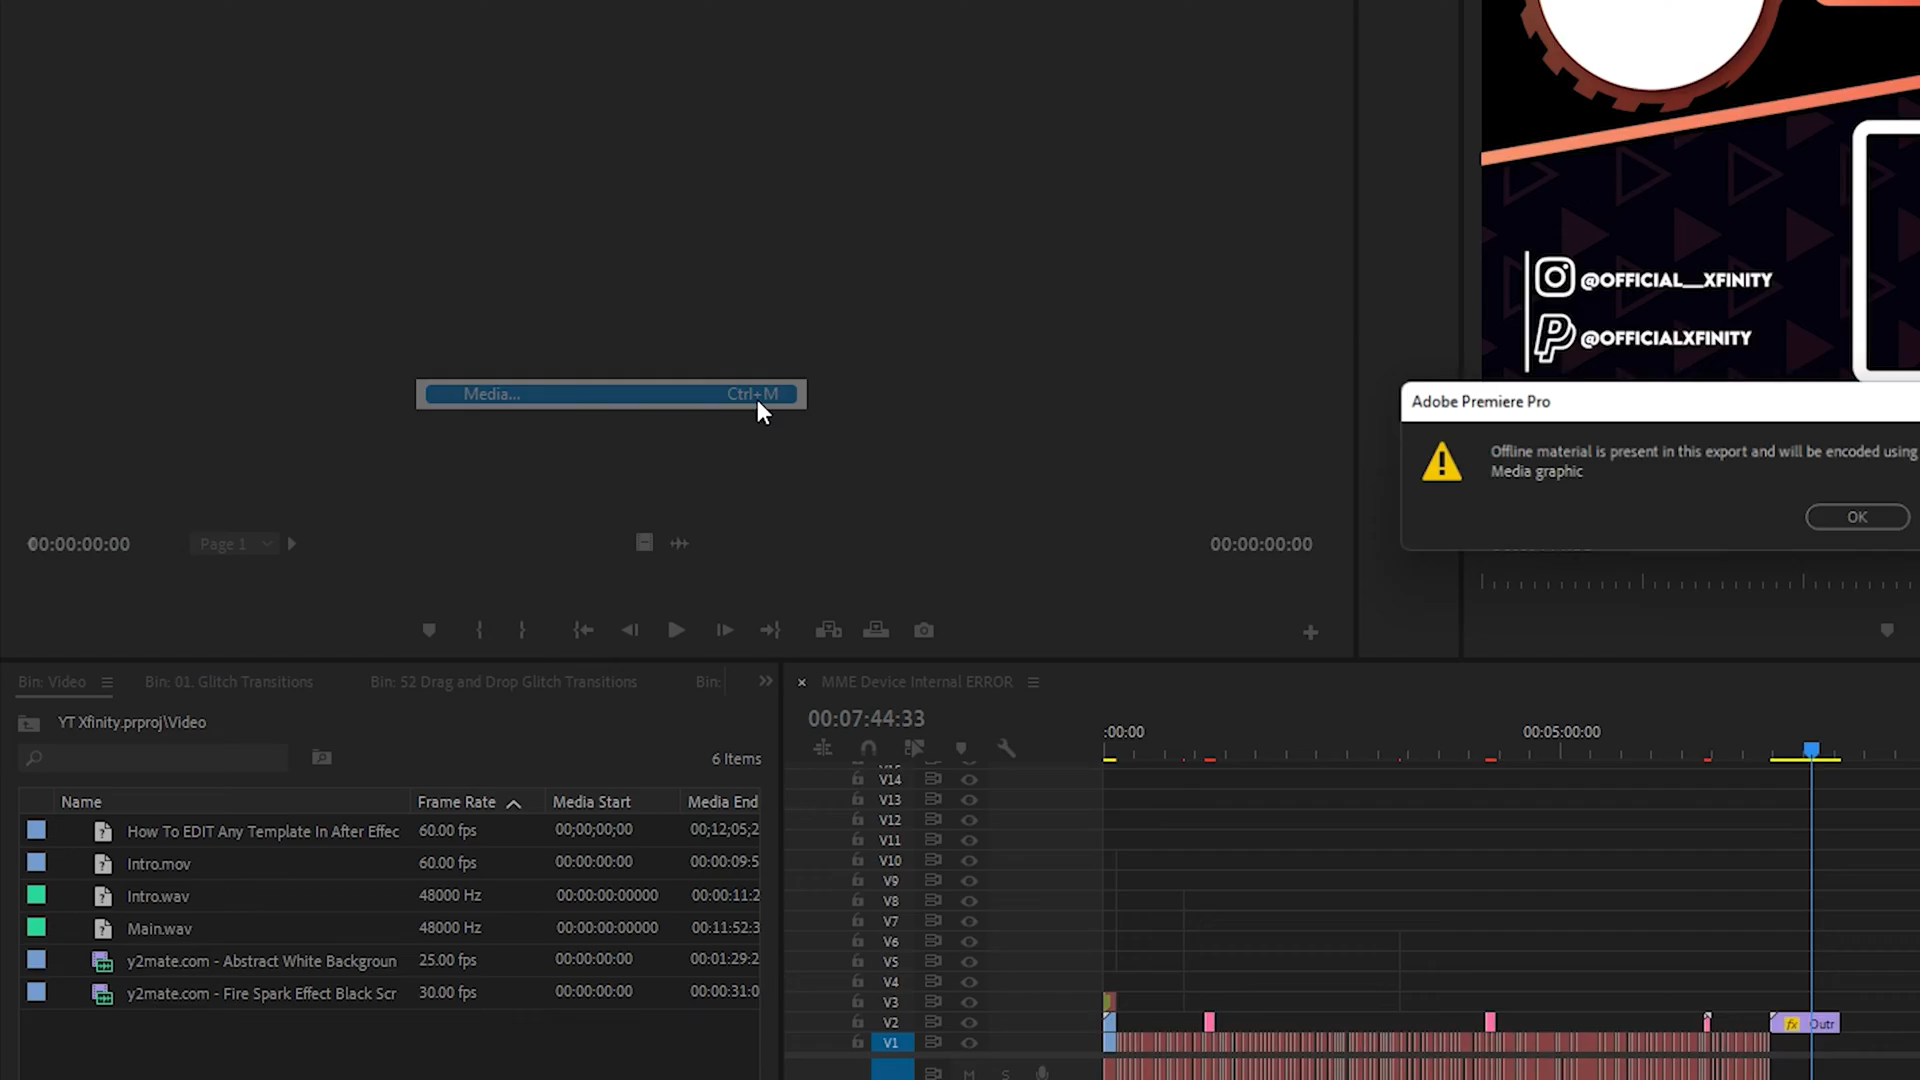 @OFFICIAL__XFINITY
@OFFICIALXFINITY
Media... Ctrl+M
Adobe Premiere Pro
Offline material is present in this export and will be encoded using
Media graphic
OK
00:00:00:00 Page 1 00:00:00:00
Bin: Video Bin: 01. Glitch Transitions Bin: 52 Drag and Drop Glitch Transitions Bin:
YT Xfinity.prproj\Video
6 Items
Name Frame Rate Media Start Media End
How To EDIT Any Template In After Effec 60.00 fps 00;00;00;00 00;12;05;2
Intro.mov 60.00 fps 00:00:00:00 00:00:09:5
Intro.wav 48000 Hz 00:00:00:00000 00:00:11:2
Main.wav 48000 Hz 00:00:00:00000 00:11:52:3
y2mate.com - Abstract White Backgroun 25.00 fps 00:00:00:00 00:01:29:2
y2mate.com - Fire Spark Effect Black Scr 30.00 fps 00:00:00:00 00:00:31:0
× MME Device Internal ERROR
00:07:44:33
:00:00 00:05:00:00
V14
V13
V12
V11
V10
V9
V8
V7
V6
V5
V4
V3
V2
fx Outr
V1
M S